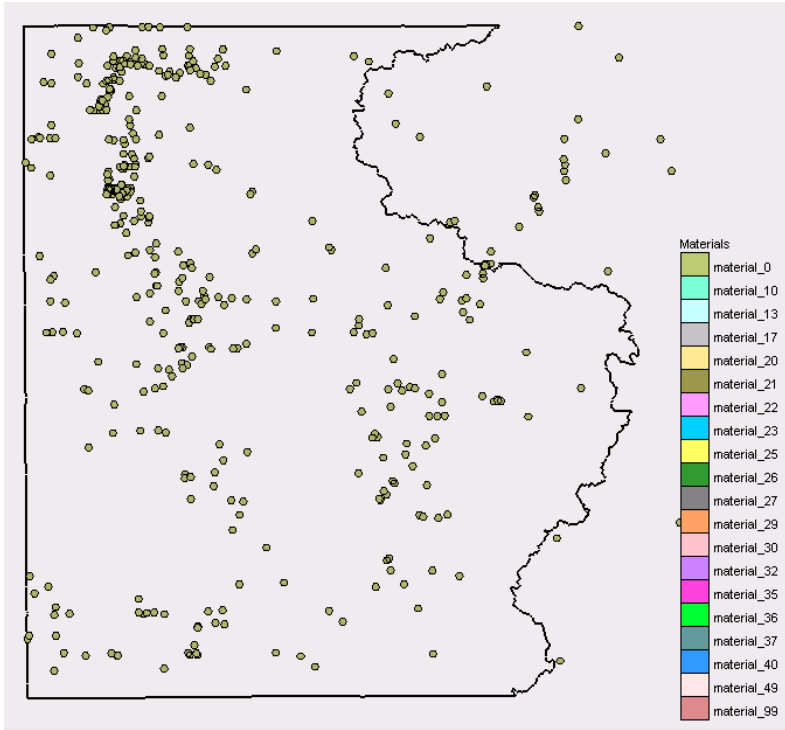 Materials
material_0
material_10
material_13
material_17
material_20
material_21
material_22
material_23
material_25
material_26
material_27
material_29
material_30
material_32
material_35
material_36
material_37
material_40
material_49
material_99